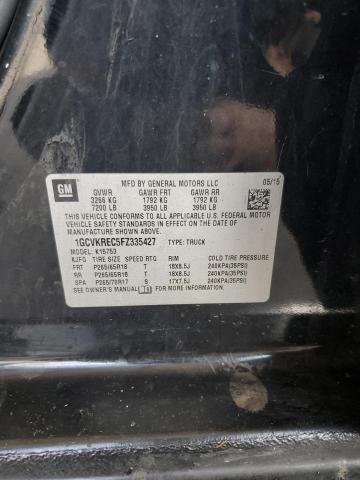 MFD BY GENERAL MOTORS LLC 05/15
GM
GVWR GAWR FRT GAWR RR
3266 KG 1792 KG 1792 KG
7200 LB 3950 LB 3950 LB
THIS VEHICLE CONFORMS TO ALL APPLICABLE U.S. FEDERAL MOTOR
VEHICLE SAFETY STANDARDS IN EFFECT ON THE DATE OF
MANUFACTURE SHOWN ABOVE.
1GCVKREC5FZ335427 TYPE: TRUCK
MODEL: K15753
TIRE SIZE SPEED RTG RIM COLD TIRE PRESSURE
FRT P265/65R18 T 18X8.5J 240KPA(35PSI)
RR P265/65R18 T 18X8.5J 240KPA(35PSI)
SPA P265/70R17 S 17X7.5J 240KPA(35PSI)
SEE OWNER'S MANUAL